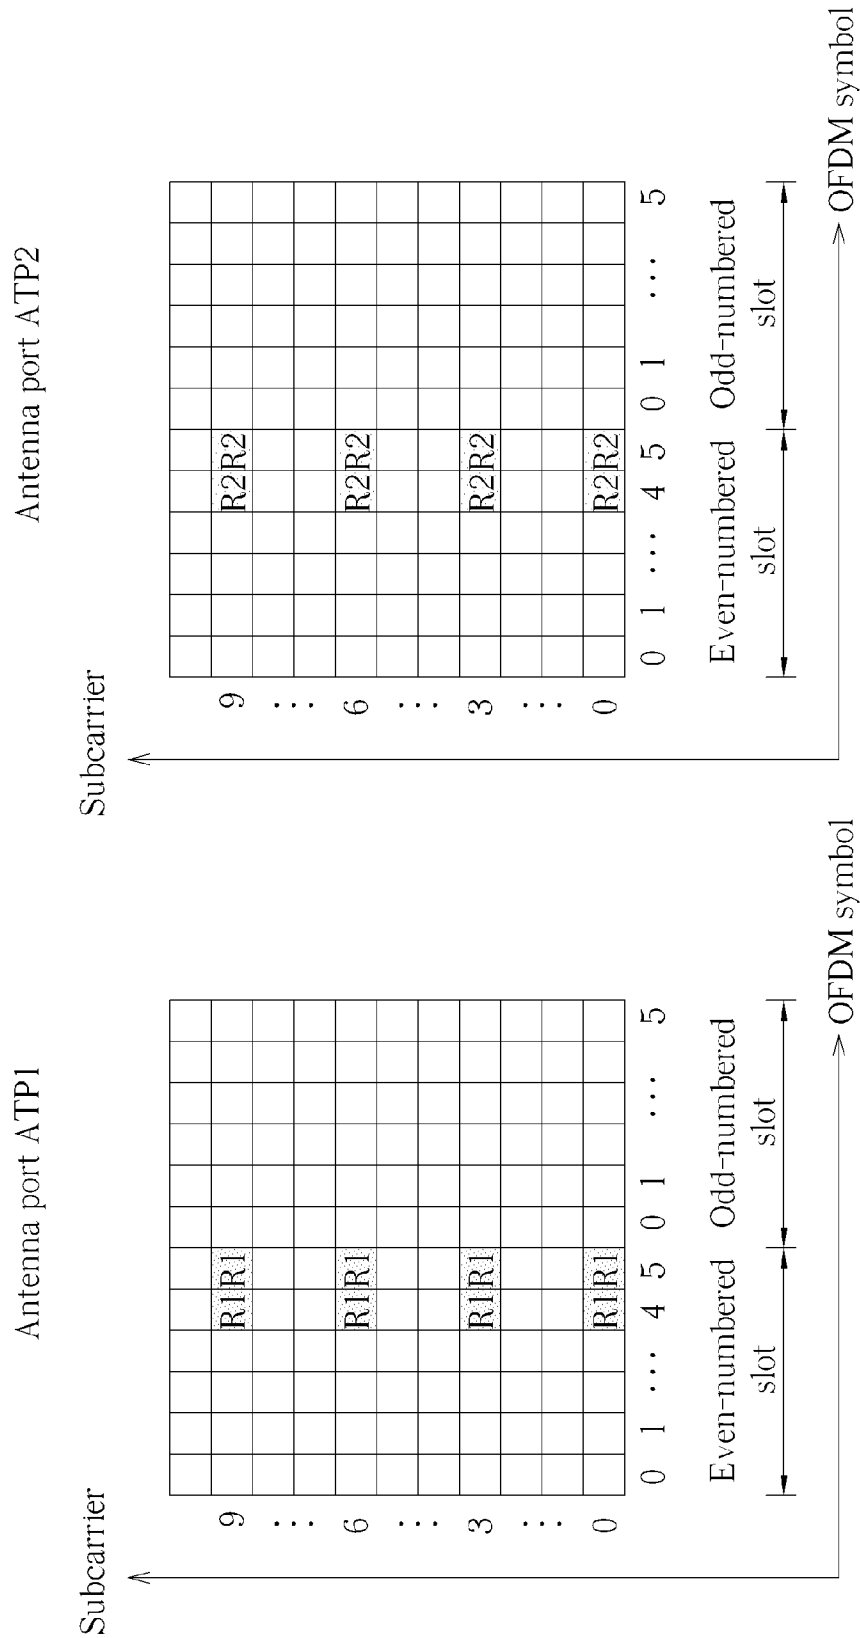 Antenna port ATP1
Subcarrier
9 R1R1
⋮
6 R1R1
⋮
3 R1R1
⋮
0 R1R1
0 1 ... 4 5 0 1 ... 5
Even-numbered
slot
Odd-numbered
slot
OFDM symbol
Antenna port ATP2
Subcarrier
9 R2R2
⋮
6 R2R2
⋮
3 R2R2
⋮
0 R2R2
0 1 ... 4 5 0 1 ... 5
Even-numbered
slot
Odd-numbered
slot
OFDM symbol